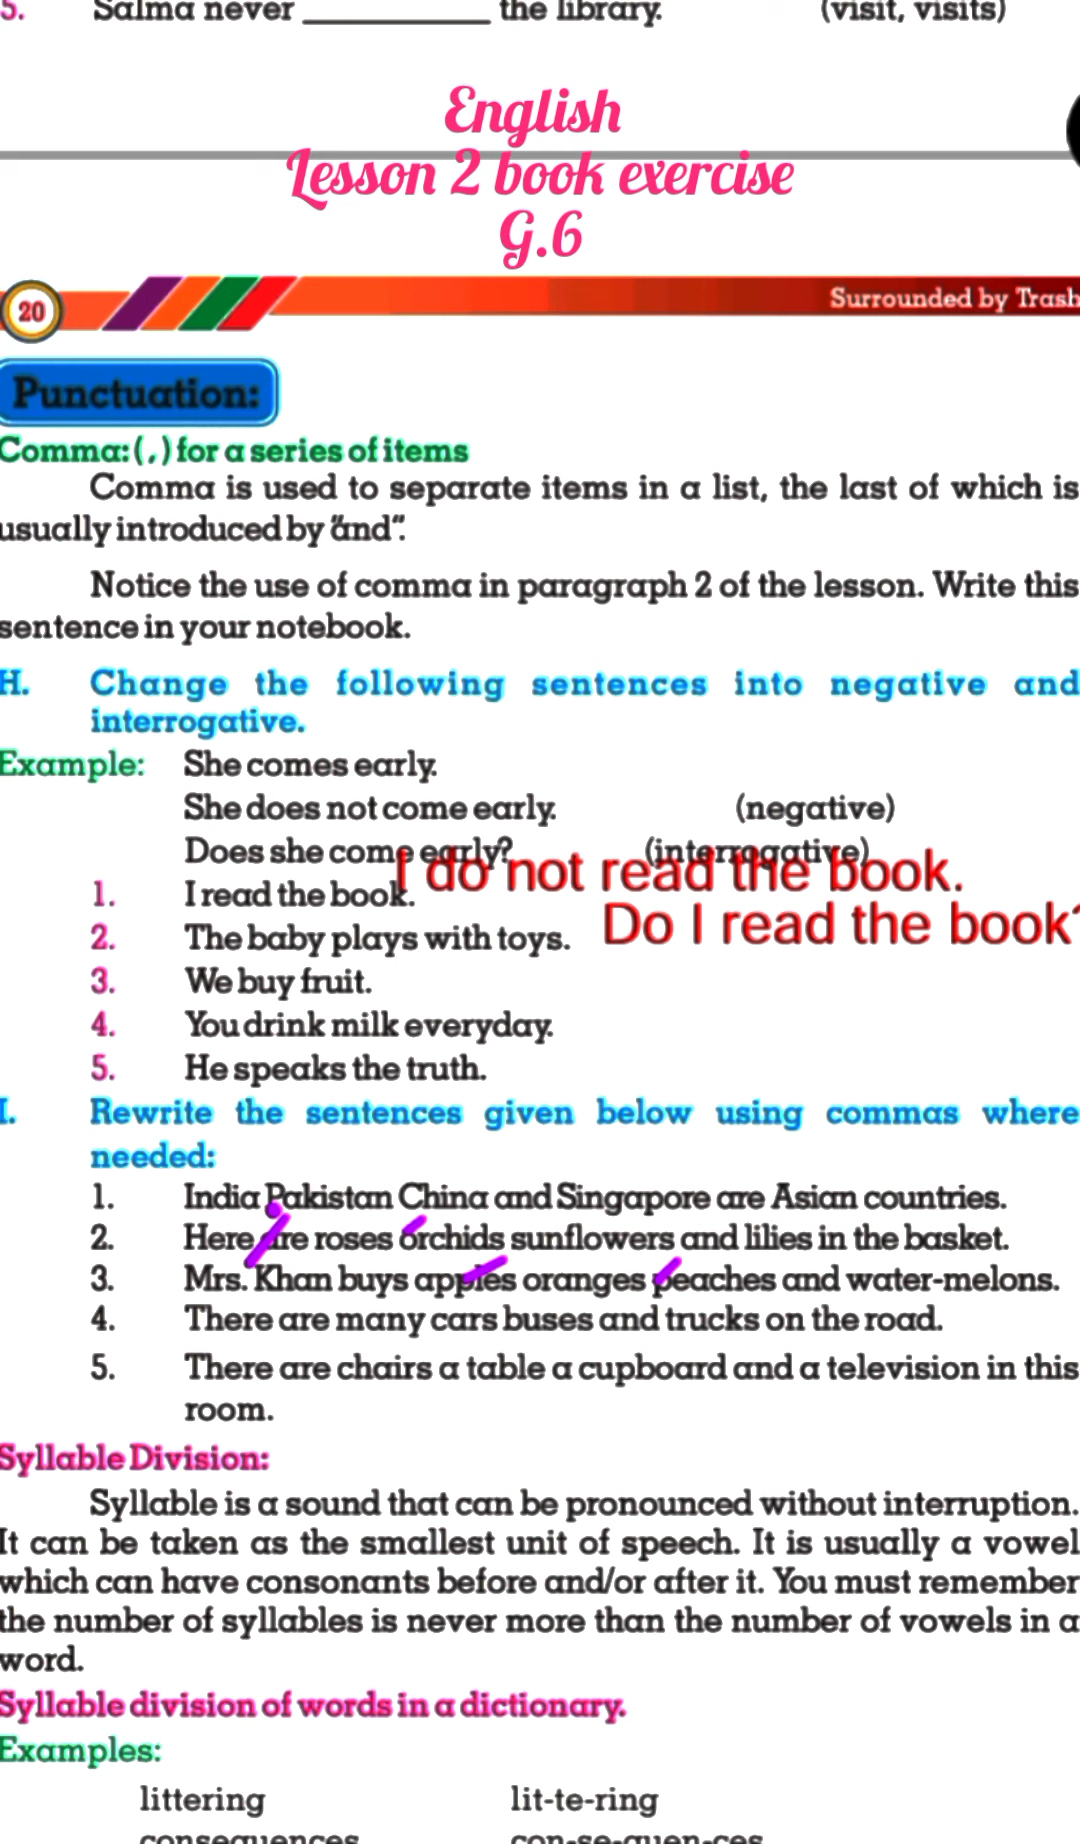 5. Salma never __________ the library. (visit, visits)
English
Lesson 2 book exercise
G.6
20 Surrounded by Trash
Punctuation:
Comma: ( , ) for a series of items
Comma is used to separate items in a list, the last of which is
usually introduced by “and”.
Notice the use of comma in paragraph 2 of the lesson. Write this
sentence in your notebook.
H. Change the following sentences into negative and
interrogative.
Example: She comes early.
She does not come early. (negative)
Does she come early? (interrogative)
I do not read the book.
1. I read the book.
Do I read the book?
2. The baby plays with toys.
3. We buy fruit.
4. You drink milk everyday.
5. He speaks the truth.
I. Rewrite the sentences given below using commas where
needed:
1. India Pakistan China and Singapore are Asian countries.
2. Here are roses orchids sunflowers and lilies in the basket.
3. Mrs. Khan buys apples oranges peaches and water-melons.
4. There are many cars buses and trucks on the road.
5. There are chairs a table a cupboard and a television in this
room.
Syllable Division:
Syllable is a sound that can be pronounced without interruption.
It can be taken as the smallest unit of speech. It is usually a vowel
which can have consonants before and/or after it. You must remember
the number of syllables is never more than the number of vowels in a
word.
Syllable division of words in a dictionary.
Examples:
littering lit-te-ring
consequences con-se-quen-ces